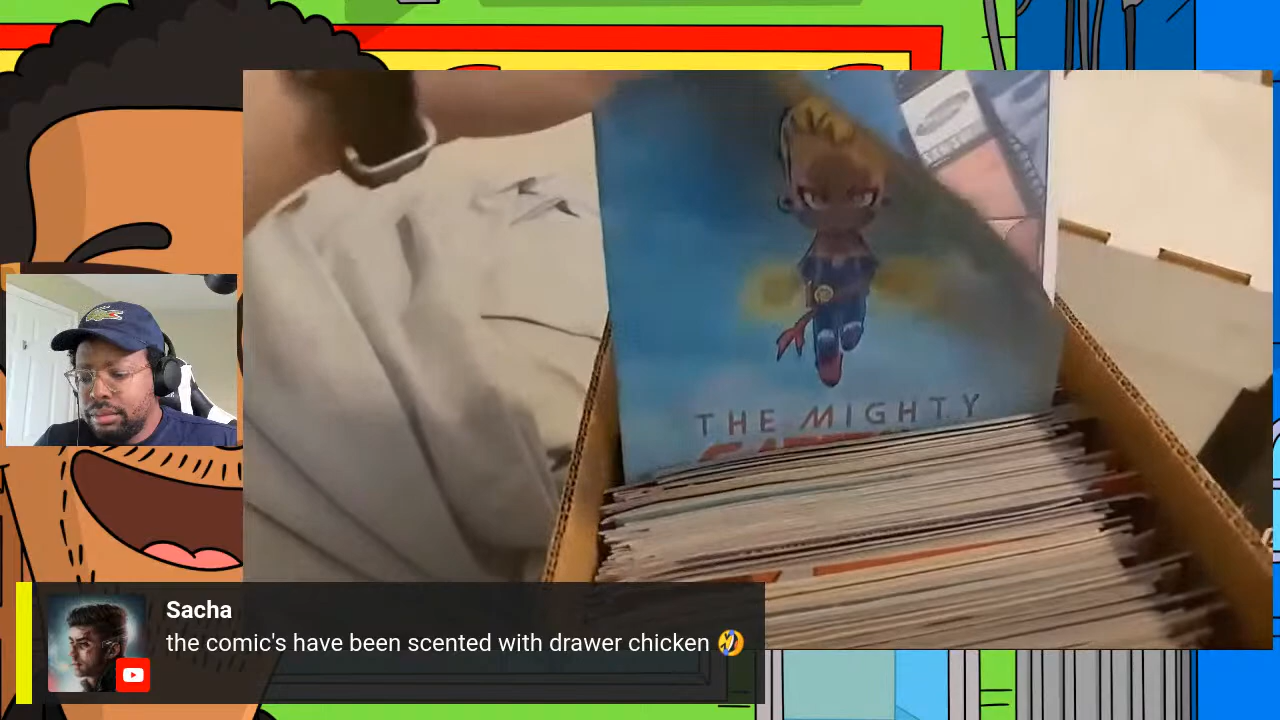 THE MIGHTY
Sacha
the comic's have been scented with drawer chicken 🤣